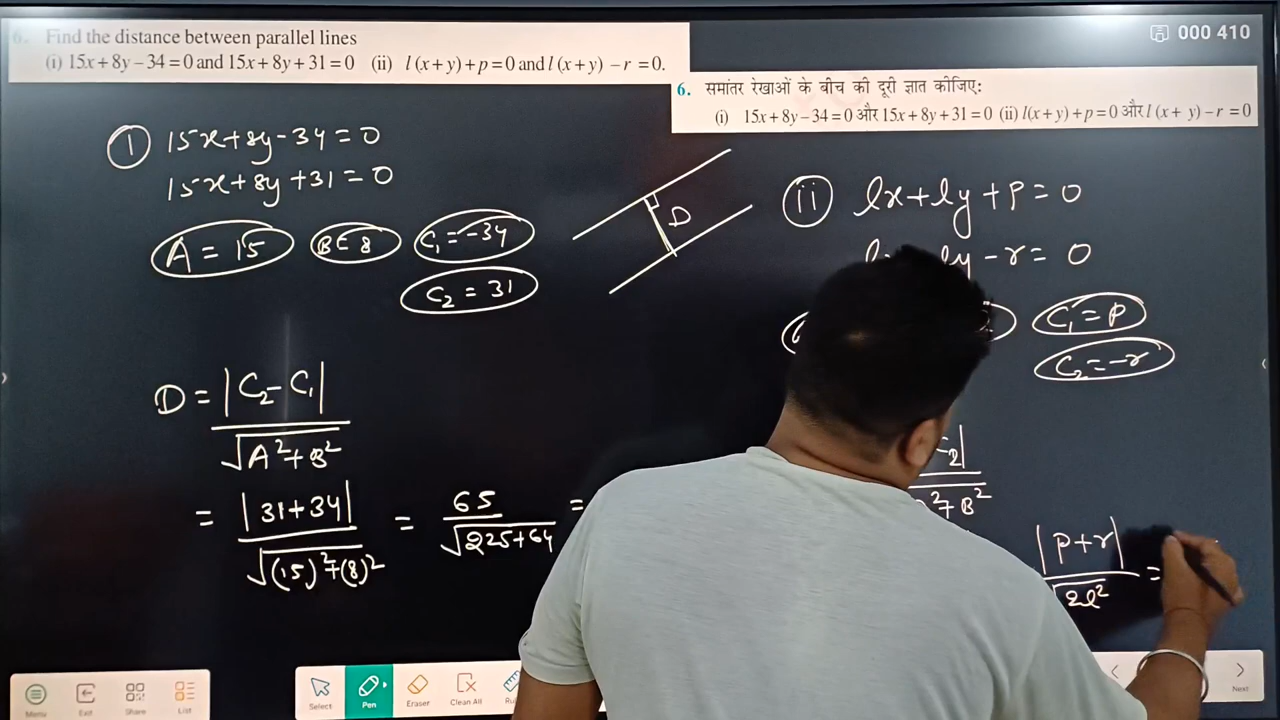 6. Find the distance between parallel lines
(i) 15x+8y−34=0 and 15x+8y+31=0 (ii) l(x+y)+p=0 and l(x+y)−r=0.
000 410
6. समांतर रेखाओं के बीच की दूरी ज्ञात कीजिए:
(i) 15x+8y−34=0 और 15x+8y+31=0 (ii) l(x+y)+p=0 और l(x+y)−r=0
(i) 15x+8y-34=0
15x+8y+31=0
A = 15 B = 8 C₁=-34
C₂ = 31
D
D = |C₂-C₁|
√A²+B²
= |31+34|
√(15)²+(8)²
= 65
√225+64
=
(ii) lx+ly+p=0
ly-r=0
C₁=p
C₂=-r
²+B²
|p+r|
√2l²
=
Menu Exit Share List Select Pen Eraser Clean All Next